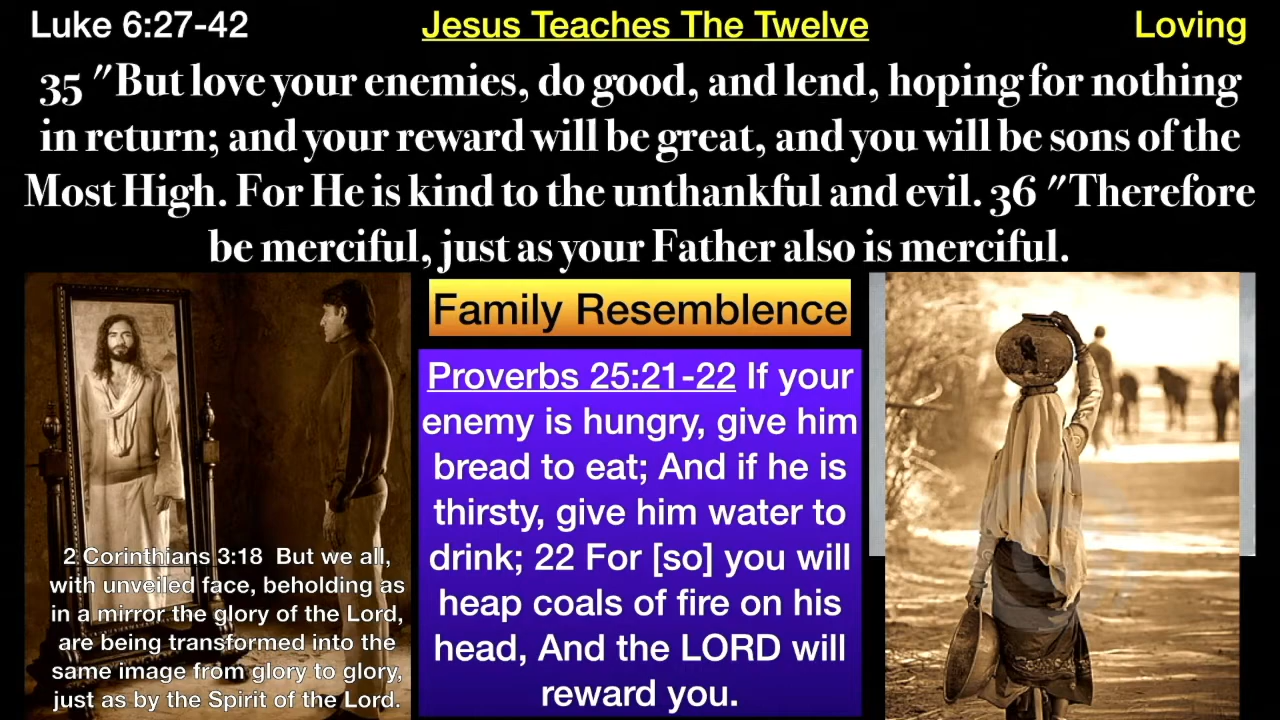 Luke 6:27-42
Jesus Teaches The Twelve
Loving
35 "But love your enemies, do good, and lend, hoping for nothing
in return; and your reward will be great, and you will be sons of the
Most High. For He is kind to the unthankful and evil. 36 "Therefore
be merciful, just as your Father also is merciful.
Family Resemblence
Proverbs 25:21-22 If your
enemy is hungry, give him
bread to eat; And if he is
thirsty, give him water to
drink; 22 For [so] you will
heap coals of fire on his
head, And the LORD will
reward you.
2 Corinthians 3:18 But we all,
with unveiled face, beholding as
in a mirror the glory of the Lord,
are being transformed into the
same image from glory to glory,
just as by the Spirit of the Lord.